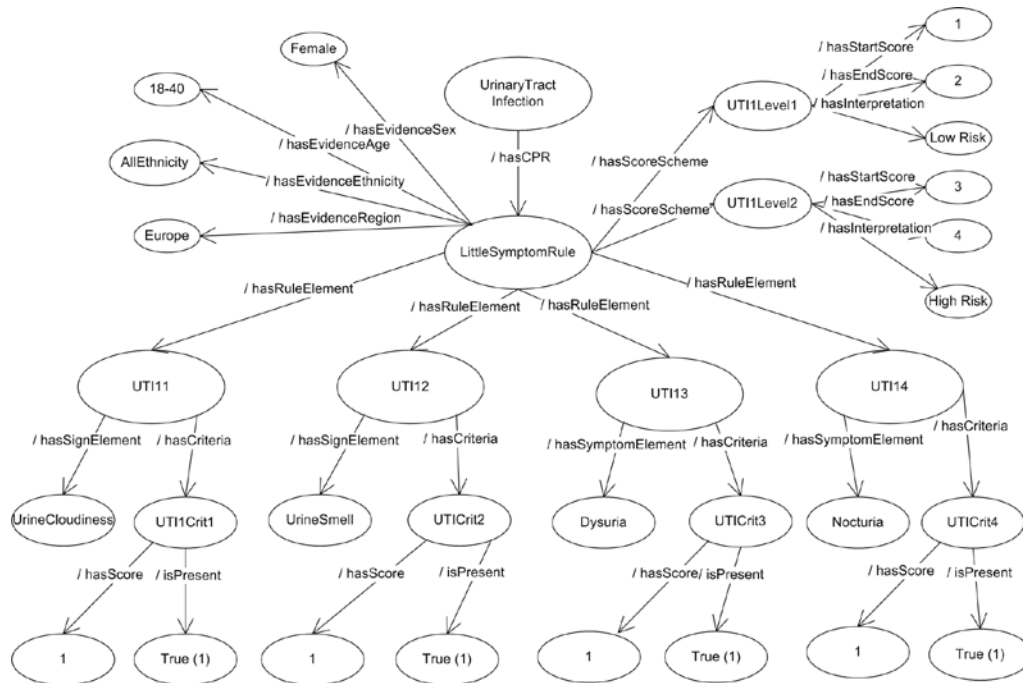 Female
1
/ hasStartScore
18-40
UrinaryTract
Infection
/ hasEndScore
2
/ hasInterpretation
UTI1Level1
/ hasEvidenceSex
/ hasEvidenceAge
Low Risk
AllEthnicity
/ hasCPR
/ hasScoreScheme
/ hasStartScore
/ hasEvidenceEthnicity
3
UTI1Level2
/ hasEndScore
/ hasScoreScheme
/ hasEvidenceRegion
/ hasInterpretation
Europe
4
LittleSymptomRule
/ hasRuleElement
/ hasRuleElement
/ hasRuleElement
/ hasRuleElement
High Risk
UTI11
UTI12
UTI13
UTI14
/ hasSignElement
/ hasCriteria
/ hasSignElement
/ hasCriteria
/ hasSymptomElement
/ hasCriteria
/ hasSymptomElement
/ hasCriteria
UrineCloudiness
UTI1Crit1
UrineSmell
UTICrit2
Dysuria
UTICrit3
Nocturia
UTICrit4
/ hasScore
/ isPresent
/ hasScore
/ isPresent
/ hasScore
/ isPresent
/ hasScore
/ isPresent
1
True (1)
1
True (1)
1
True (1)
1
True (1)